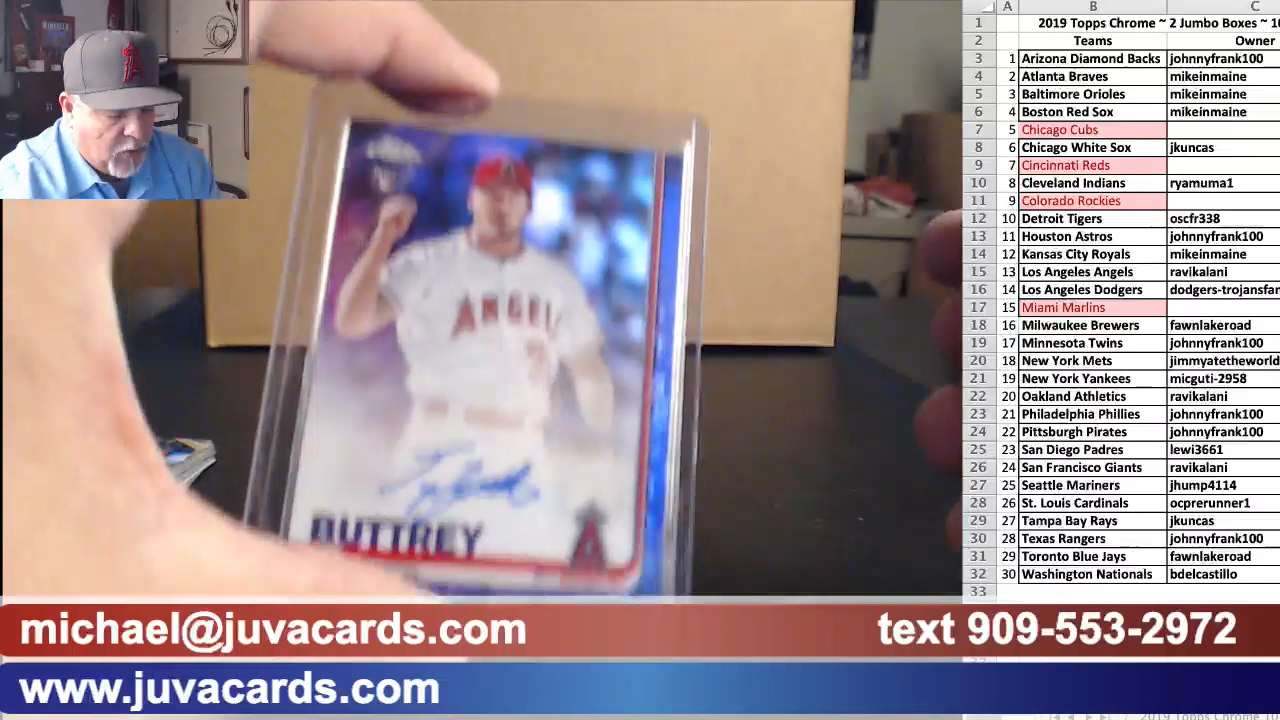 A B C
1 2019 Topps Chrome ~ 2 Jumbo Boxes ~
2 Teams Owner
3 1 Arizona Diamond Backs johnnyfrank100
4 2 Atlanta Braves mikeinmaine
5 3 Baltimore Orioles mikeinmaine
6 4 Boston Red Sox mikeinmaine
7 5 Chicago Cubs
8 6 Chicago White Sox jkuncas
9 7 Cincinnati Reds
10 8 Cleveland Indians ryamuma1
11 9 Colorado Rockies
12 10 Detroit Tigers oscfr338
13 11 Houston Astros johnnyfrank100
14 12 Kansas City Royals mikeinmaine
15 13 Los Angeles Angels ravikalani
16 14 Los Angeles Dodgers dodgers-trojansfan
17 15 Miami Marlins
18 16 Milwaukee Brewers fawnlakeroad
19 17 Minnesota Twins johnnyfrank100
20 18 New York Mets jimmyatetheworld
21 19 New York Yankees micguti-2958
22 20 Oakland Athletics ravikalani
23 21 Philadelphia Phillies johnnyfrank100
24 22 Pittsburgh Pirates johnnyfrank100
25 23 San Diego Padres lewi3661
26 24 San Francisco Giants ravikalani
27 25 Seattle Mariners jhump4114
28 26 St. Louis Cardinals ocprerunner1
29 27 Tampa Bay Rays jkuncas
30 28 Texas Rangers johnnyfrank100
31 29 Toronto Blue Jays fawnlakeroad
32 30 Washington Nationals bdelcastillo
33
ANGELS
BUTTREY
A
michael@juvacards.com text 909-553-2972
www.juvacards.com